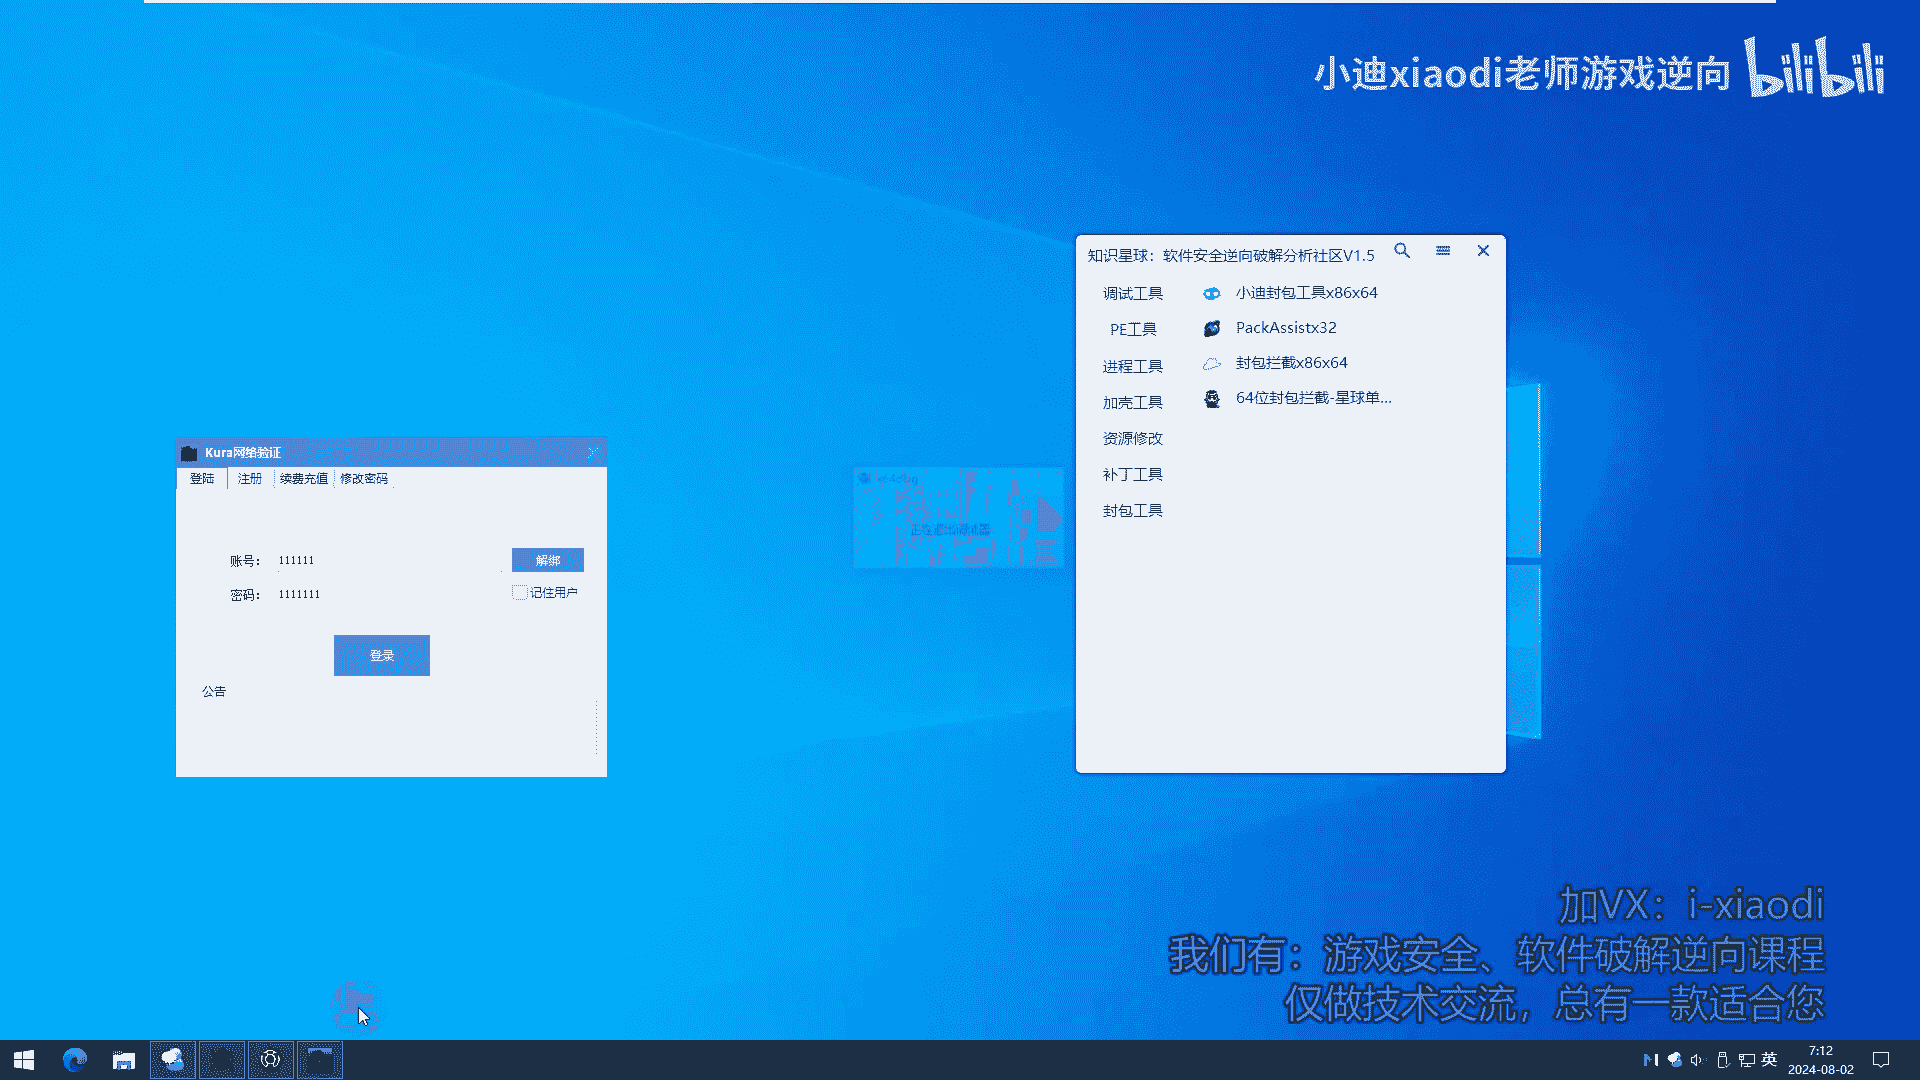 小迪xiaodi老师游戏逆向 bilibili
知识星球：软件安全逆向破解分析社区V1.5
调试工具
PE工具
进程工具
加壳工具
资源修改
补丁工具
封包工具
小迪封包工具x86x64
PackAssistx32
封包拦截x86x64
64位封包拦截-星球单...
Kura网络验证
登陆 注册 续费充值 修改密码
账号： 111111 解绑
密码： 1111111 记住用户
登录
公告
x64dbg
正在退出调试器
加VX：i-xiaodi
我们有：游戏安全、软件破解逆向课程
仅做技术交流，总有一款适合您
英
7:12
2024-08-02